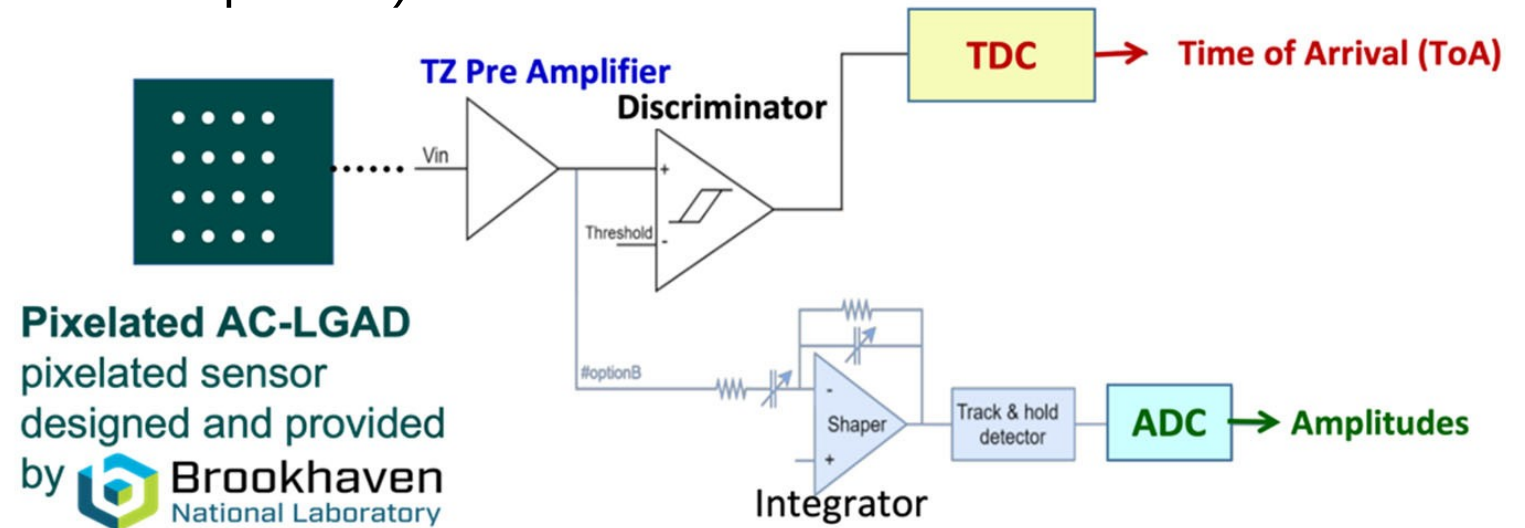 TDC
Time of Arrival (ToA)
TZ Pre Amplifier
Discriminator
Vin
+
Threshold
-
Pixelated AC-LGAD
pixelated sensor
designed and provided
by Brookhaven
National Laboratory
#optionB
-
Shaper
+
Integrator
Track & hold
detector
ADC
Amplitudes